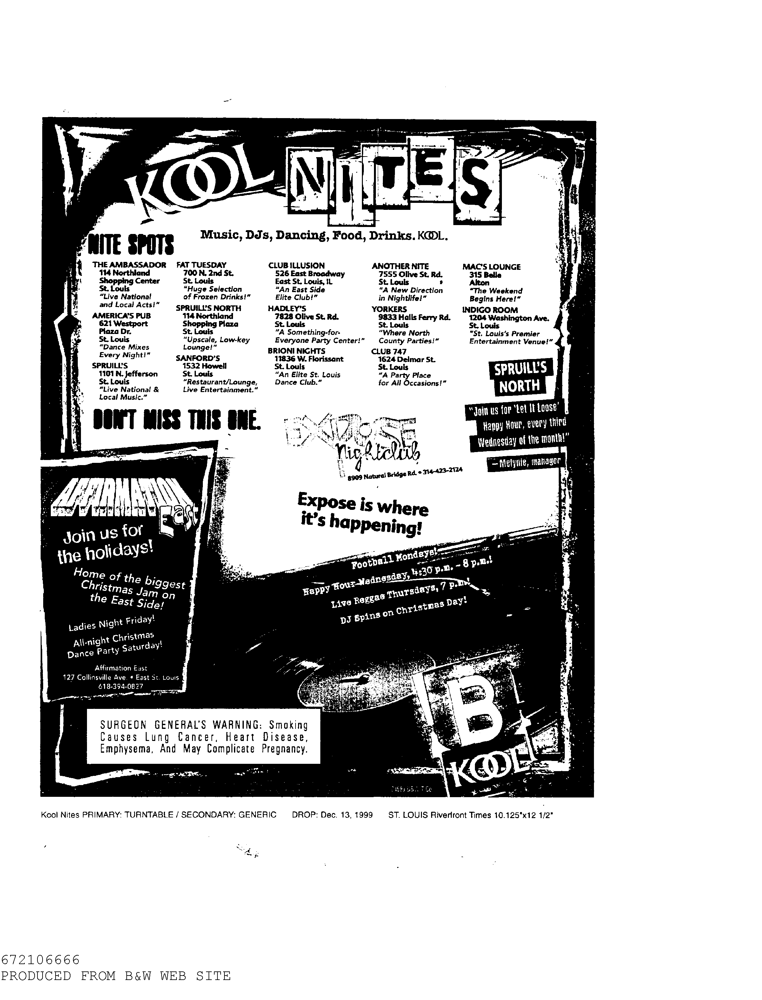 KOOL NITES
Music, DJs, Dancing, Food, Drinks. KOOL.
NITE SPOTS
THE AMBASSADOR
114 Northland
Shopping Center
St. Louis
"Live National
and Local Acts!"
AMERICA'S PUB
621 Westport
Plaza Dr.
St. Louis
"Dance Mixes
Every Night!"
SPRUILL'S
1101 N. Jefferson
St. Louis
"Live National &
Local Music."
FAT TUESDAY
700 N. 2nd St.
St. Louis
"Huge Selection
of Frozen Drinks!"
SPRUILL'S NORTH
114 Northland
Shopping Plaza
St. Louis
"Upscale, Low-key
Lounge!"
SANFORD'S
1532 Howell
St. Louis
"Restaurant/Lounge,
Live Entertainment."
CLUB ILLUSION
526 East Broadway
East St. Louis, IL
"An East Side
Elite Club!"
HADLEY'S
7828 Olive St. Rd.
St. Louis
"A Something-for-
Everyone Party Center!"
BRIONI NIGHTS
11836 W. Florissant
St. Louis
"An Elite St. Louis
Dance Club."
ANOTHER NITE
7555 Olive St. Rd.
St. Louis
"A New Direction
in Nightlife!"
YORKERS
9833 Halls Ferry Rd.
St. Louis
"Where North
County Parties!"
CLUB 747
1624 Delmar St.
St. Louis
"A Party Place
for All Occasions!"
MAC'S LOUNGE
315 Belle
Alton
"The Weekend
Begins Here!"
INDIGO ROOM
1204 Washington Ave.
St. Louis
"St. Louis's Premier
Entertainment Venue!"
SPRUILL'S
NORTH
"Join us for 'Let It Loose'
Happy Hour, every third
Wednesday of the month!"
—Melynie, manager
DON'T MISS THIS ONE.
EXPOSE
Nightclub
8909 Natural Bridge Rd. • 314-423-2124
Expose is where
it's happening!
Football Mondays!
Happy Hour Wednesday, 4:30 p.m. - 8 p.m.!
Live Reggae Thursdays, 7 p.m.!
DJ Spins on Christmas Day!
AFFIRMATION
East
Join us for
the holidays!
Home of the biggest
Christmas Jam on
the East Side!
Ladies Night Friday!
All-night Christmas
Dance Party Saturday!
Affirmation East
127 Collinsville Ave. • East St. Louis
618-394-0827
SURGEON GENERAL'S WARNING: Smoking
Causes Lung Cancer, Heart Disease,
Emphysema, And May Complicate Pregnancy.
B
KOOL
Kool Nites PRIMARY: TURNTABLE / SECONDARY: GENERIC DROP: Dec. 13, 1999 ST. LOUIS Riverfront Times 10.125"x12 1/2"
672106666
PRODUCED FROM B&W WEB SITE